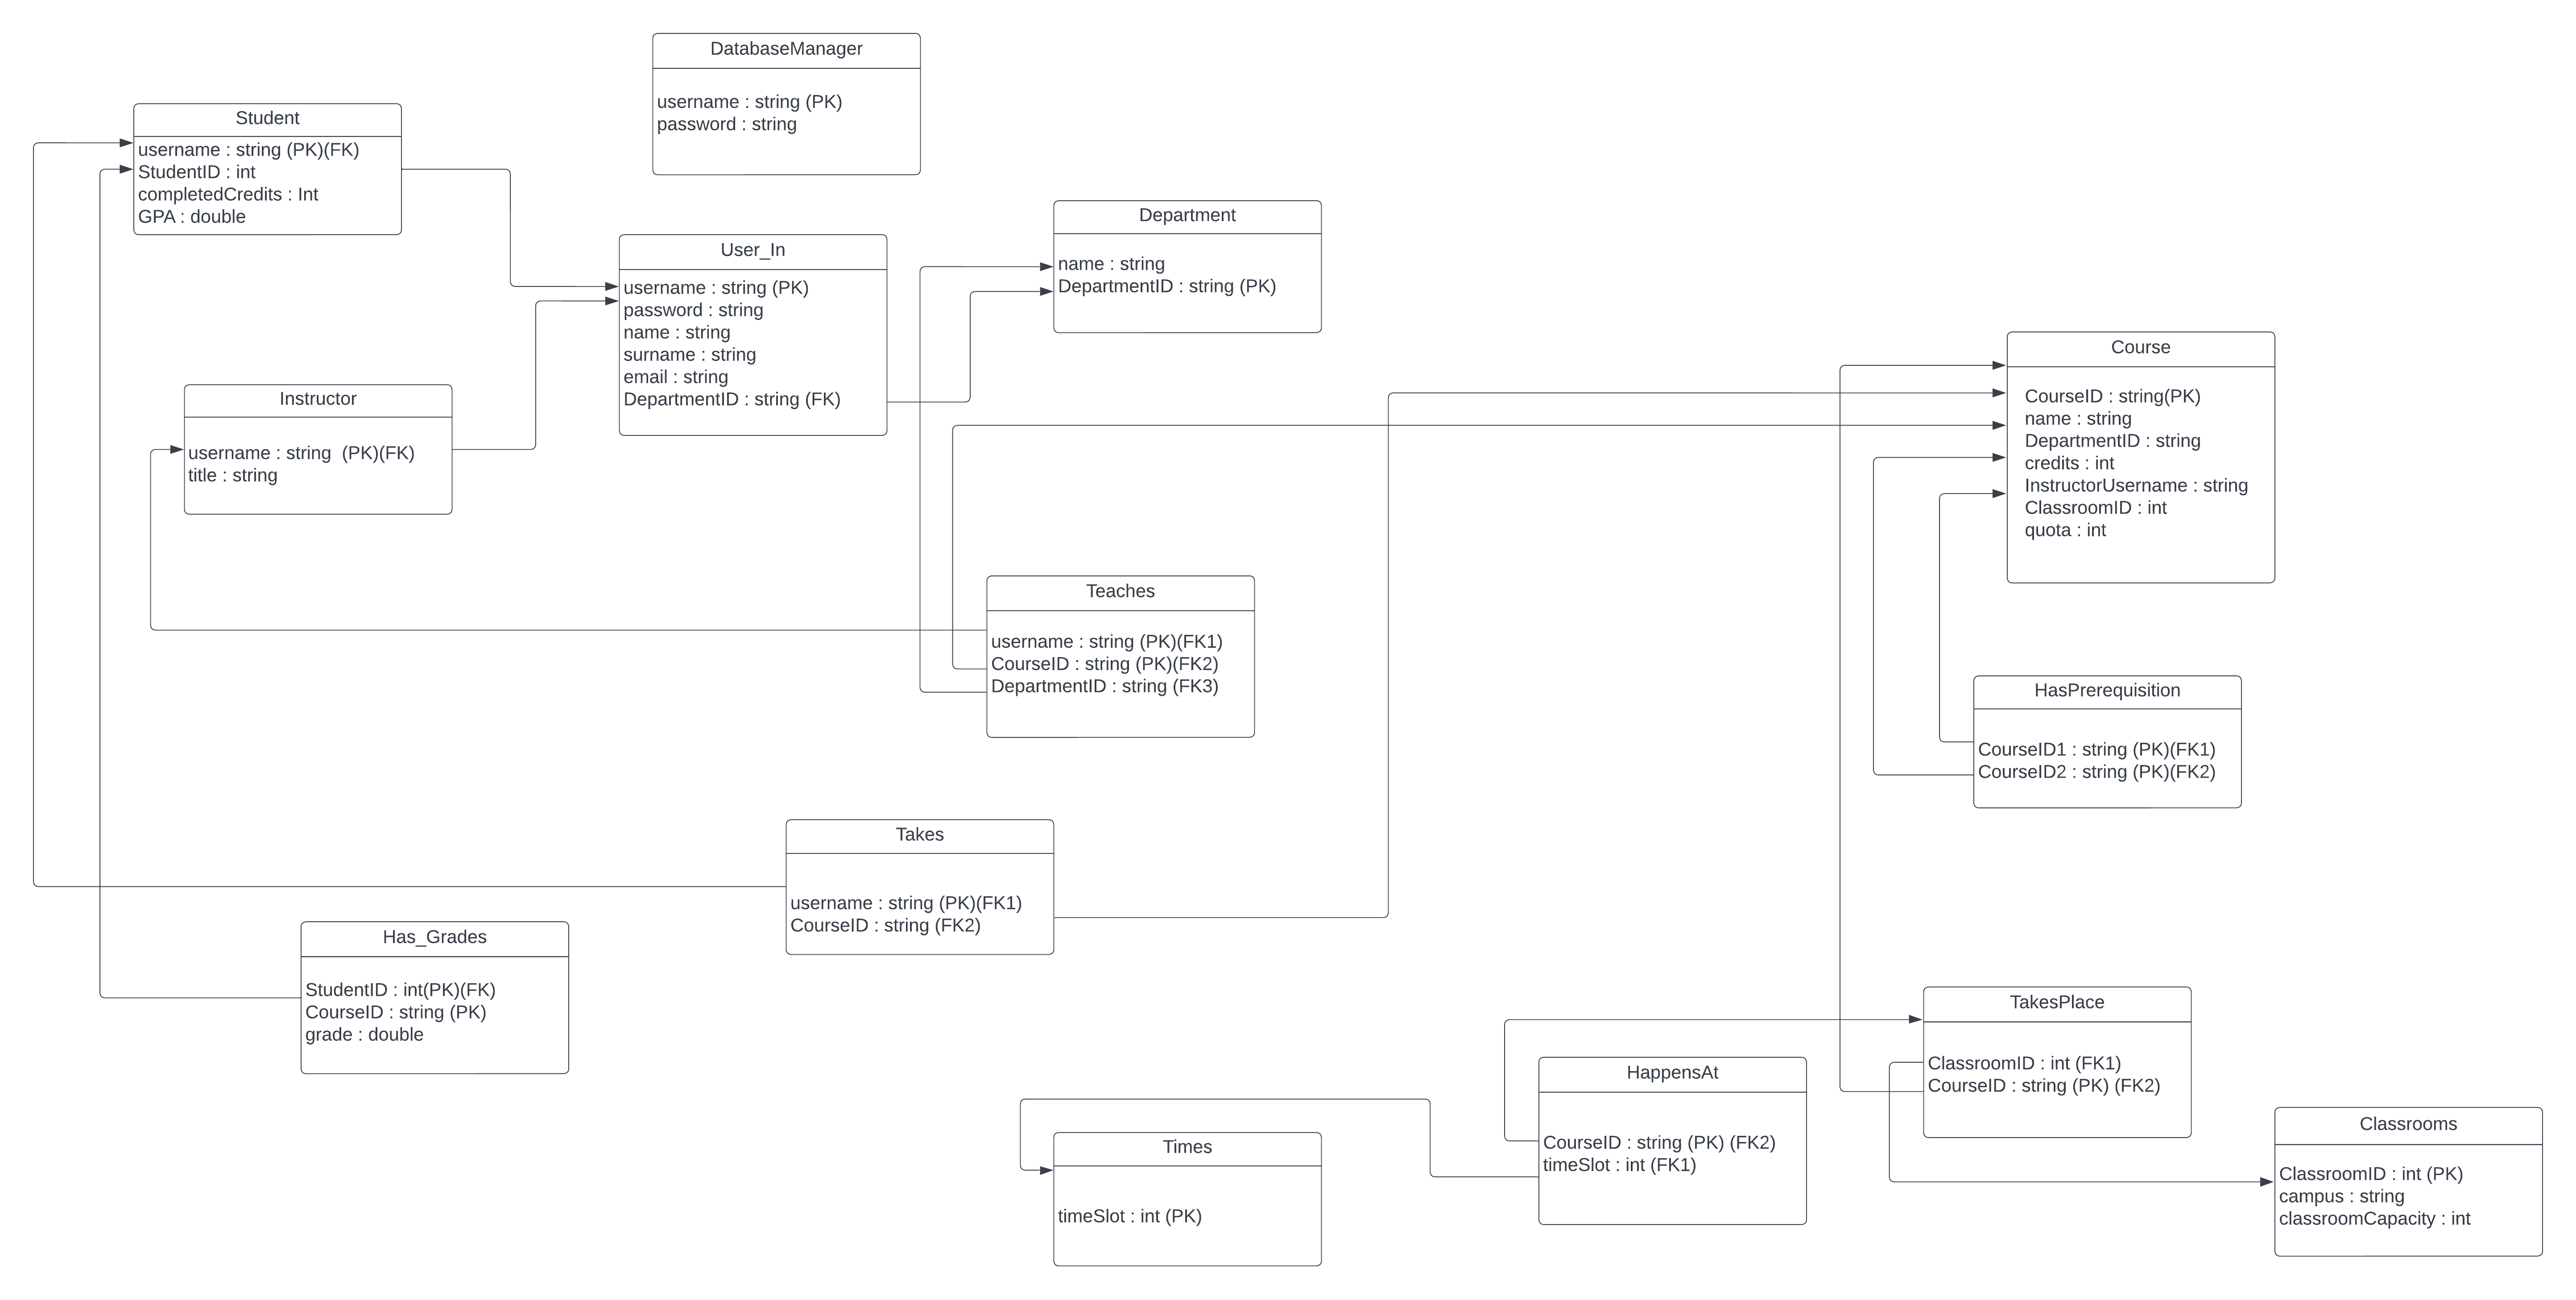 DatabaseManager
username : string (PK)
password : string
Student
username : string (PK)(FK)
StudentID : int
completedCredits : Int
GPA : double
Department
name : string
DepartmentID : string (PK)
User_In
username : string (PK)
password : string
name : string
surname : string
email : string
DepartmentID : string (FK)
Course
CourseID : string(PK)
name : string
DepartmentID : string
credits : int
InstructorUsername : string
ClassroomID : int
quota : int
Instructor
username : string  (PK)(FK)
title : string
Teaches
username : string (PK)(FK1)
CourseID : string (PK)(FK2)
DepartmentID : string (FK3)
HasPrerequisition
CourseID1 : string (PK)(FK1)
CourseID2 : string (PK)(FK2)
Takes
username : string (PK)(FK1)
CourseID : string (FK2)
Has_Grades
StudentID : int(PK)(FK)
CourseID : string (PK)
grade : double
TakesPlace
ClassroomID : int (FK1)
CourseID : string (PK) (FK2)
HappensAt
CourseID : string (PK) (FK2)
timeSlot : int (FK1)
Classrooms
ClassroomID : int (PK)
campus : string
classroomCapacity : int
Times
timeSlot : int (PK)